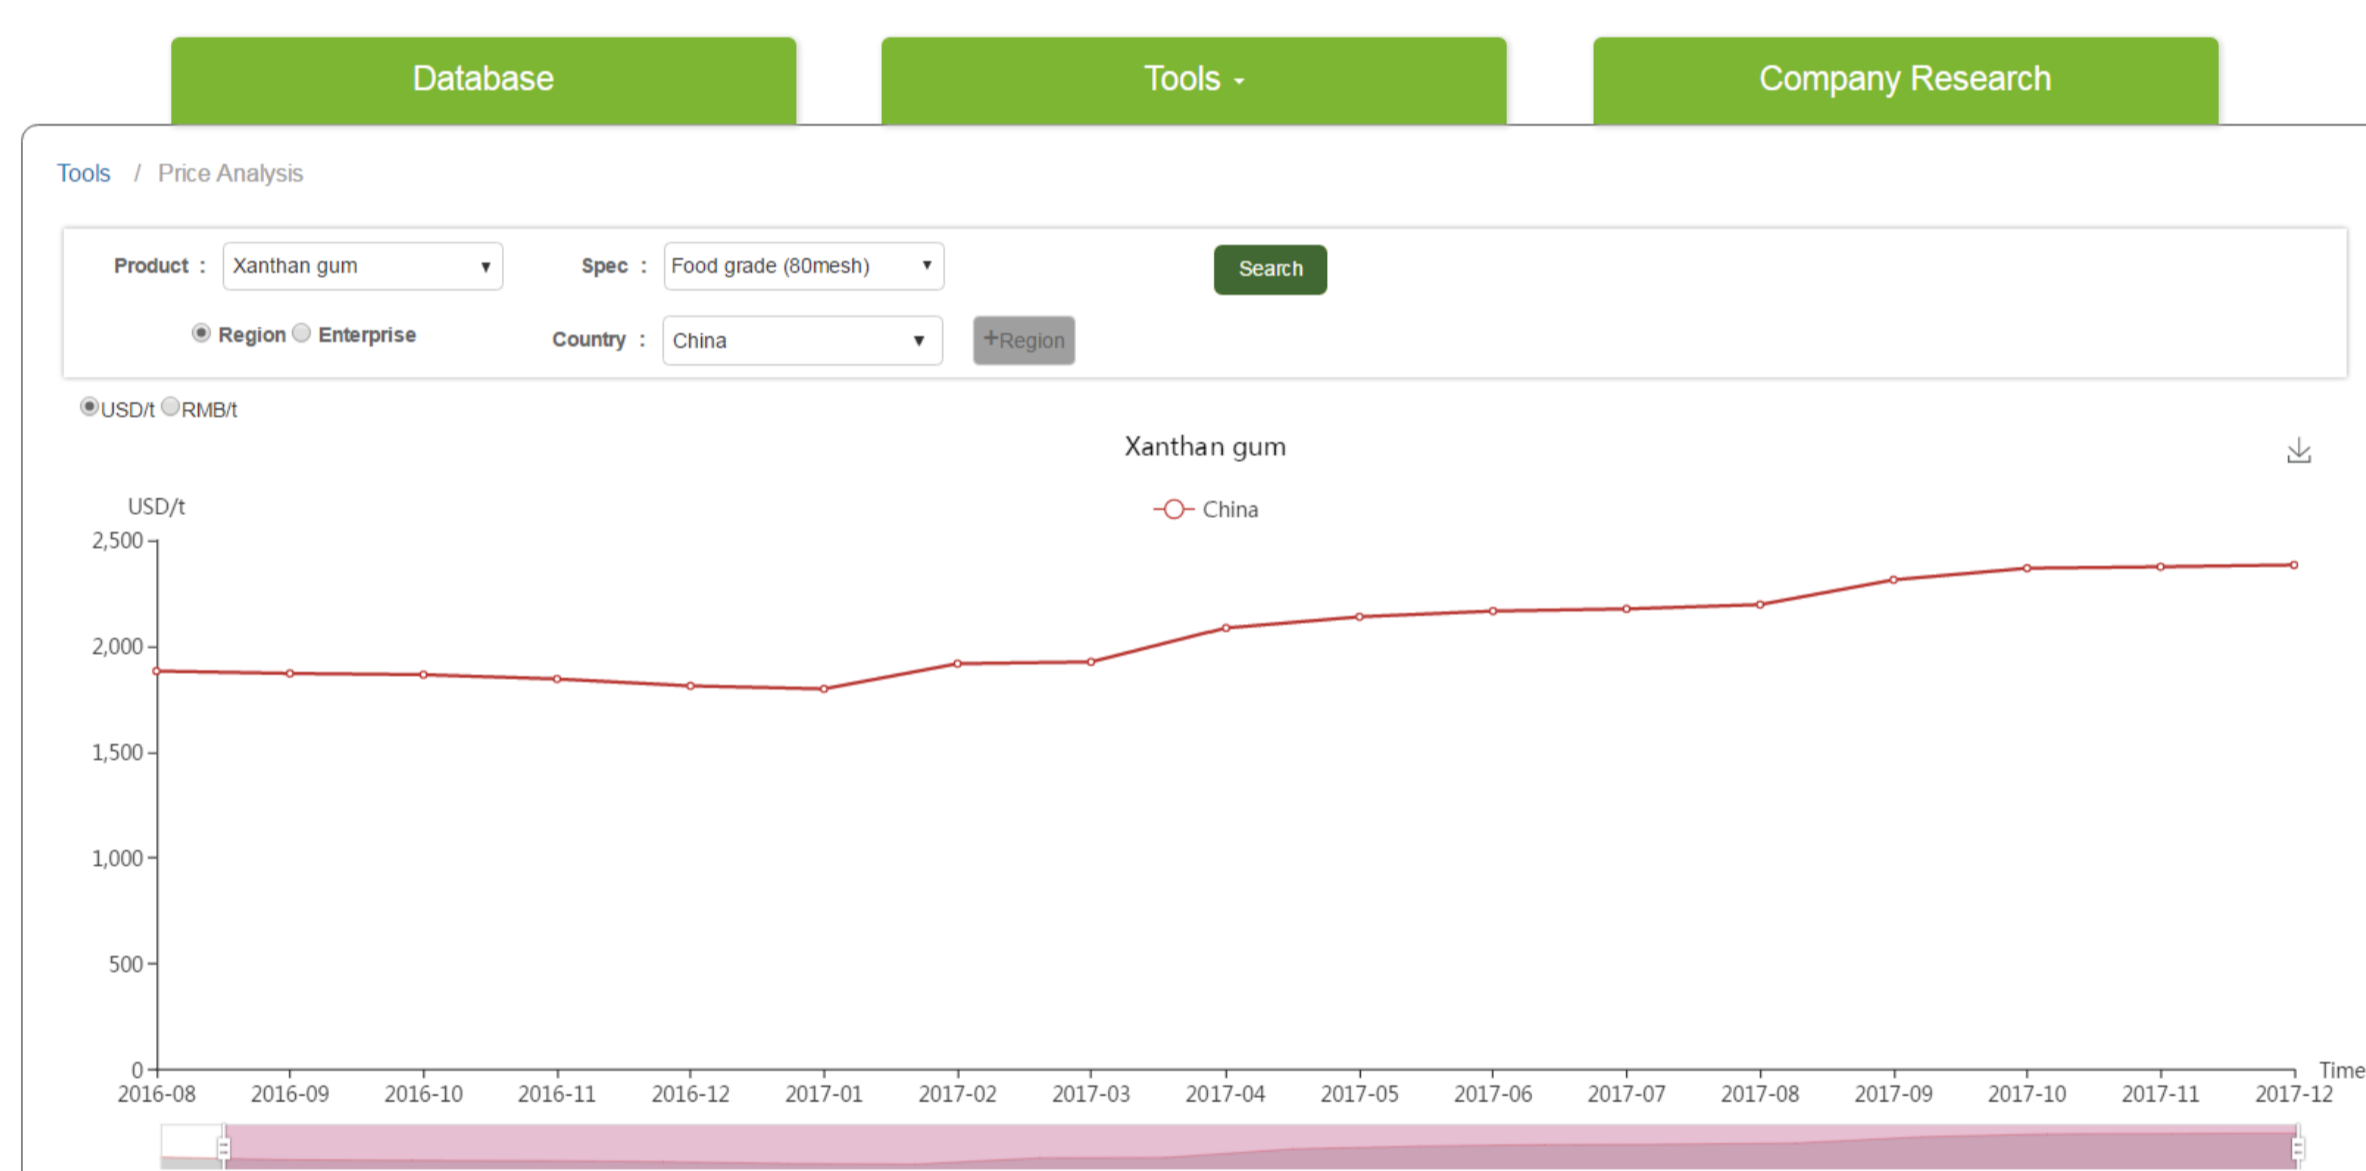 Database Tools Company Research
Tools / Price Analysis
Product : Xanthan gum Spec : Food grade (80mesh) Search
Region Enterprise Country : China +Region
USD/t RMB/t
Xanthan gum
USD/t
China
2,500
2,000
1,500
1,000
500
0
Time
2016-08 2016-09 2016-10 2016-11 2016-12 2017-01 2017-02 2017-03 2017-04 2017-05 2017-06 2017-07 2017-08 2017-09 2017-10 2017-11 2017-12